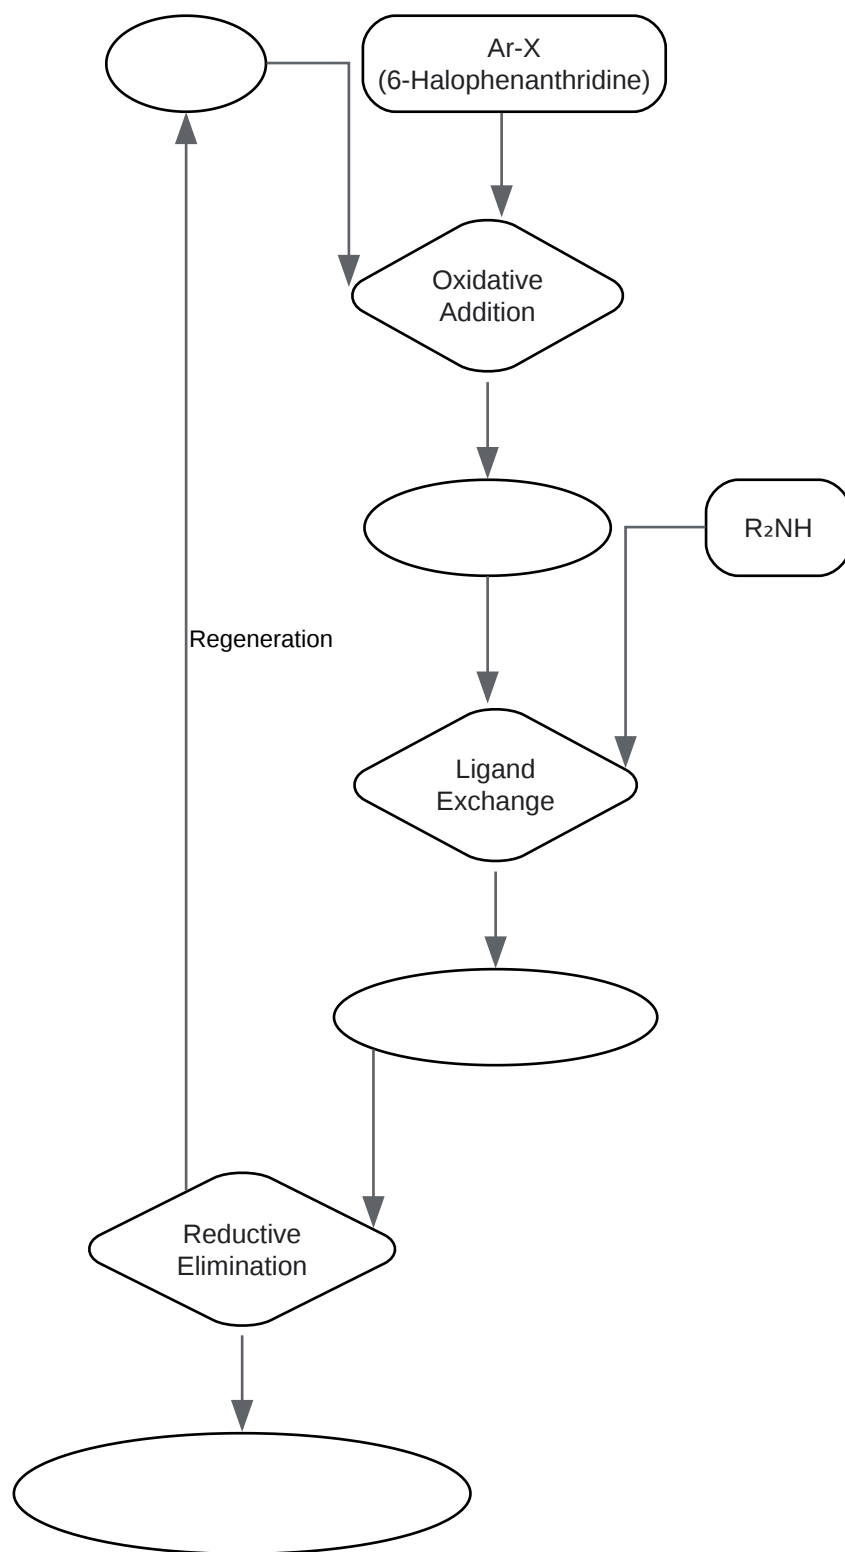 Ar-X
(6-Halophenanthridine)
Oxidative
Addition
R₂NH
Regeneration
Ligand
Exchange
Reductive
Elimination